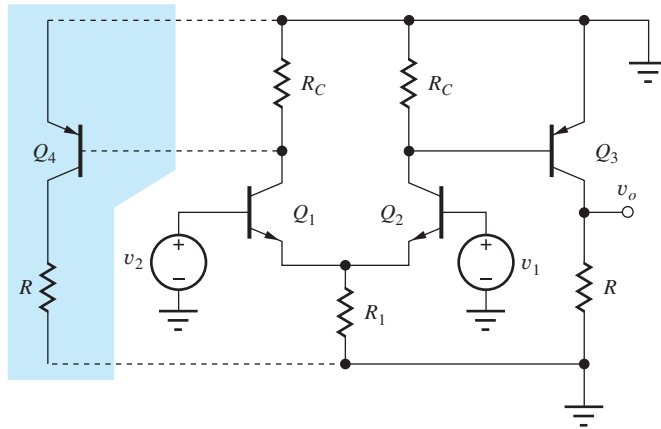 R_C
R_C
Q_4
Q_3
v_o
Q_1
Q_2
+
+
v_2
−
−
v_1
R
R_1
R